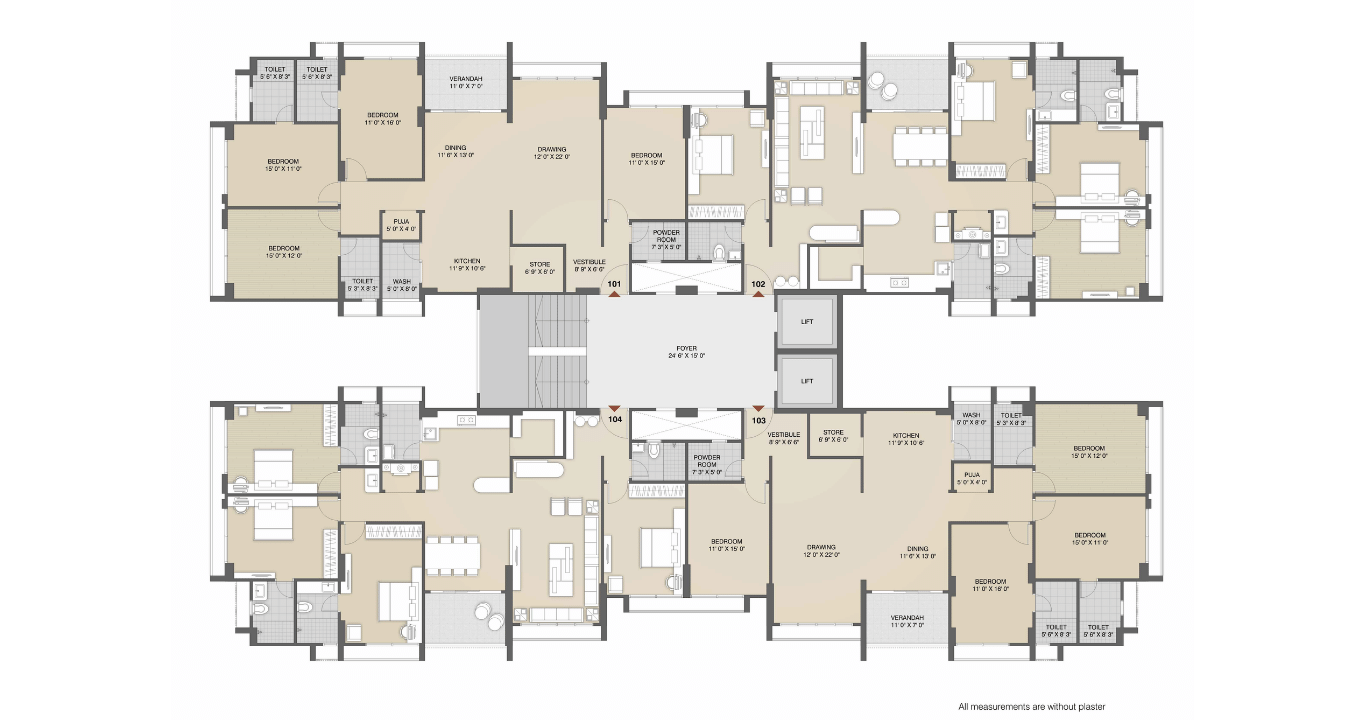 TOILET
5' 6" X 8' 3"
TOILET
5' 6" X 8' 3"
VERANDAH
11' 0" X 7' 0"
BEDROOM
11' 0" X 16' 0"
DINING
11' 6" X 13' 0"
DRAWING
12' 0" X 22' 0"
BEDROOM
11' 0" X 15' 0"
BEDROOM
15' 0" X 11' 0"
PUJA
5' 0" X 4' 0"
BEDROOM
15' 0" X 12' 0"
POWDER
ROOM
7' 3" X 5' 0"
KITCHEN
11' 9" X 10' 6"
STORE
6' 9" X 6' 0"
VESTIBULE
8' 9" X 6' 6"
TOILET
5' 3" X 8' 3"
WASH
5' 0" X 8' 0"
101
102
LIFT
FOYER
24' 6" X 15' 0"
LIFT
104
103
VESTIBULE
8' 9" X 6' 6"
STORE
6' 9" X 6' 0"
KITCHEN
11' 9" X 10' 6"
WASH
5' 0" X 8' 0"
TOILET
5' 3" X 8' 3"
BEDROOM
15' 0" X 12' 0"
POWDER
ROOM
7' 3" X 5' 0"
PUJA
5' 0" X 4' 0"
BEDROOM
11' 0" X 15' 0"
DRAWING
12' 0" X 22' 0"
DINING
11' 6" X 13' 0"
BEDROOM
15' 0" X 11' 0"
BEDROOM
11' 0" X 16' 0"
VERANDAH
11' 0" X 7' 0"
TOILET
5' 6" X 8' 3"
TOILET
5' 6" X 8' 3"
All measurements are without plaster